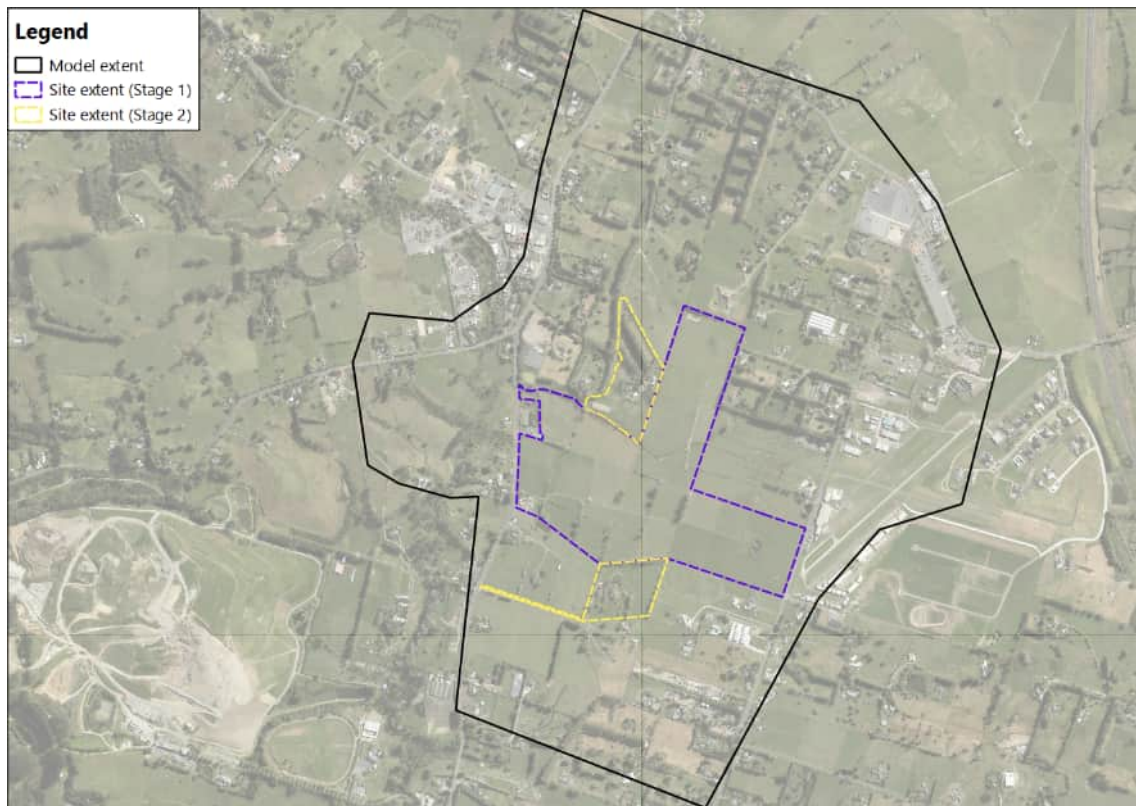 Legend
Model extent
Site extent (Stage 1)
Site extent (Stage 2)